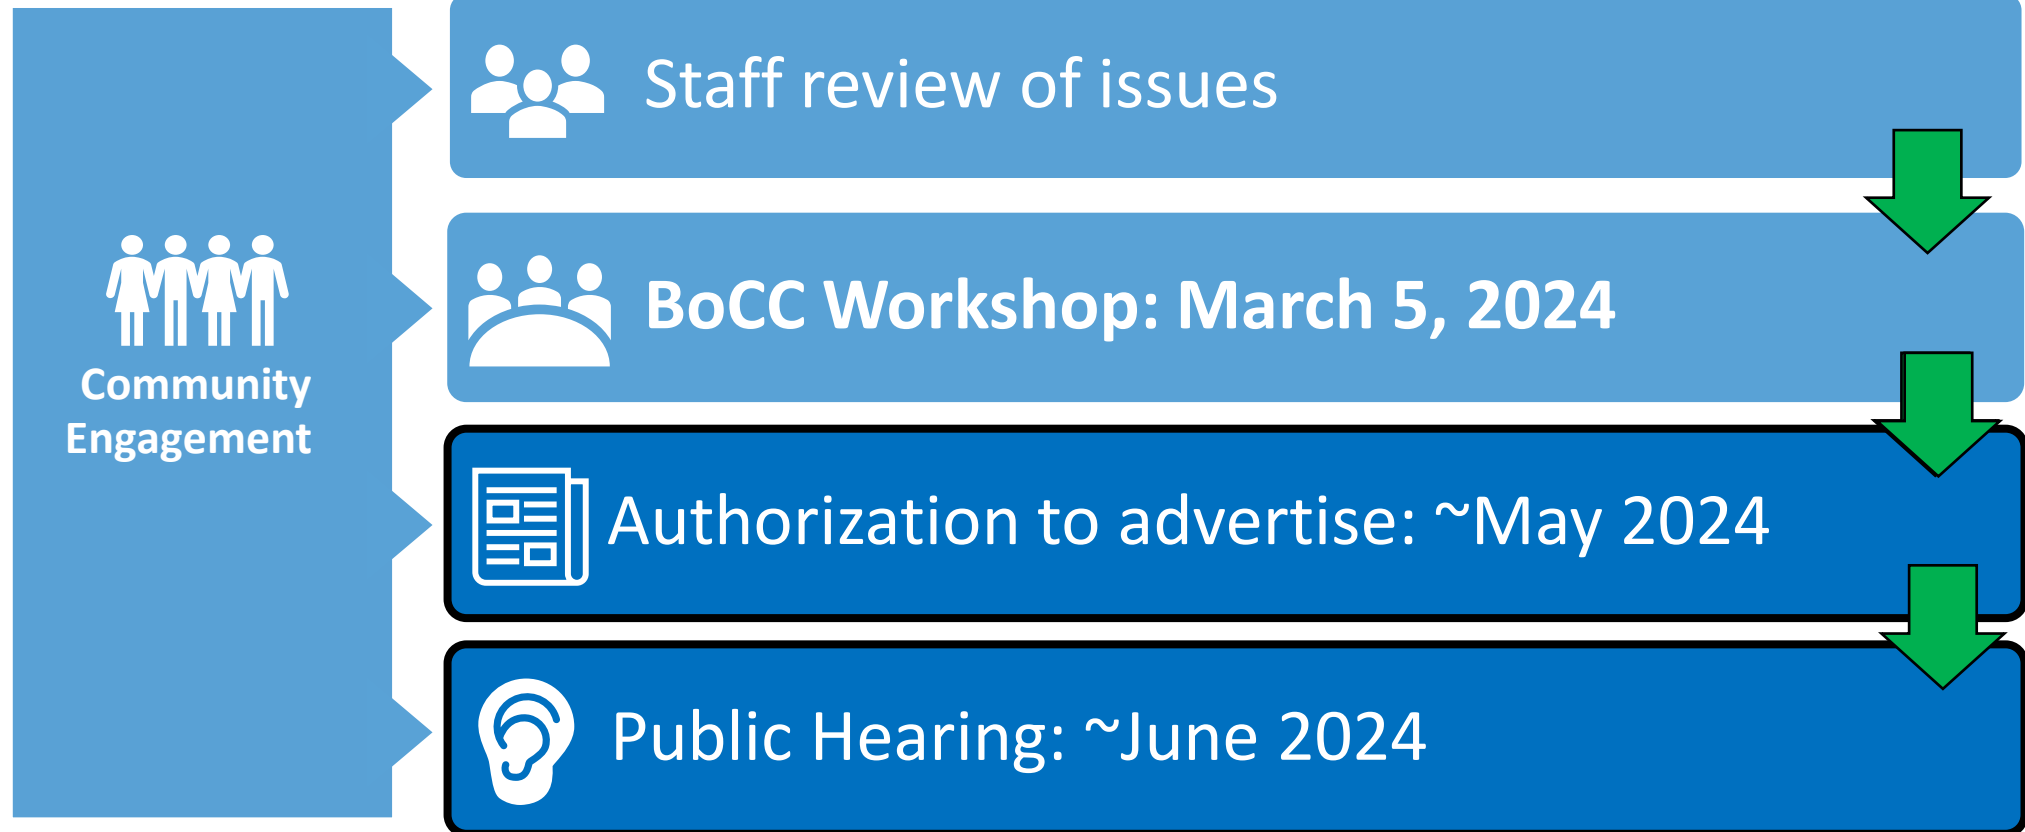 Community
Engagement
Staff review of issues
BoCC Workshop: March 5, 2024
Authorization to advertise: ~May 2024
Public Hearing: ~June 2024